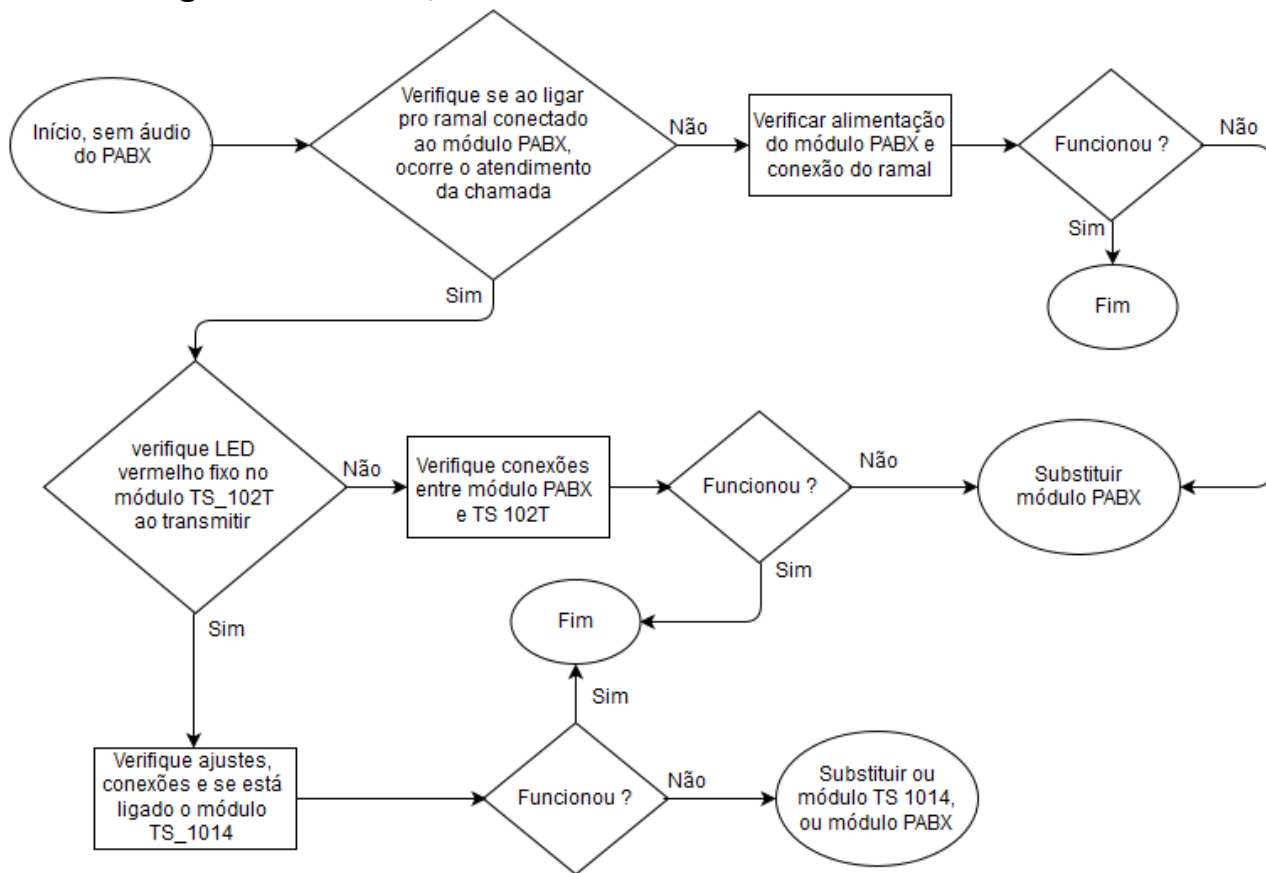 Início, sem áudio
do PABX
Verifique se ao ligar
pro ramal conectado
ao módulo PABX,
ocorre o atendimento
da chamada
Não
Verificar alimentação
do módulo PABX e
conexão do ramal
Funcionou ?
Não
Sim
Fim
Sim
verifique LED
vermelho fixo no
módulo TS_102T
ao transmitir
Não
Verifique conexões
entre módulo PABX
e TS 102T
Funcionou ?
Não
Substituir
módulo PABX
Sim
Fim
Sim
Sim
Verifique ajustes,
conexões e se está
ligado o módulo
TS_1014
Funcionou ?
Não
Substituir ou
módulo TS 1014,
ou módulo PABX